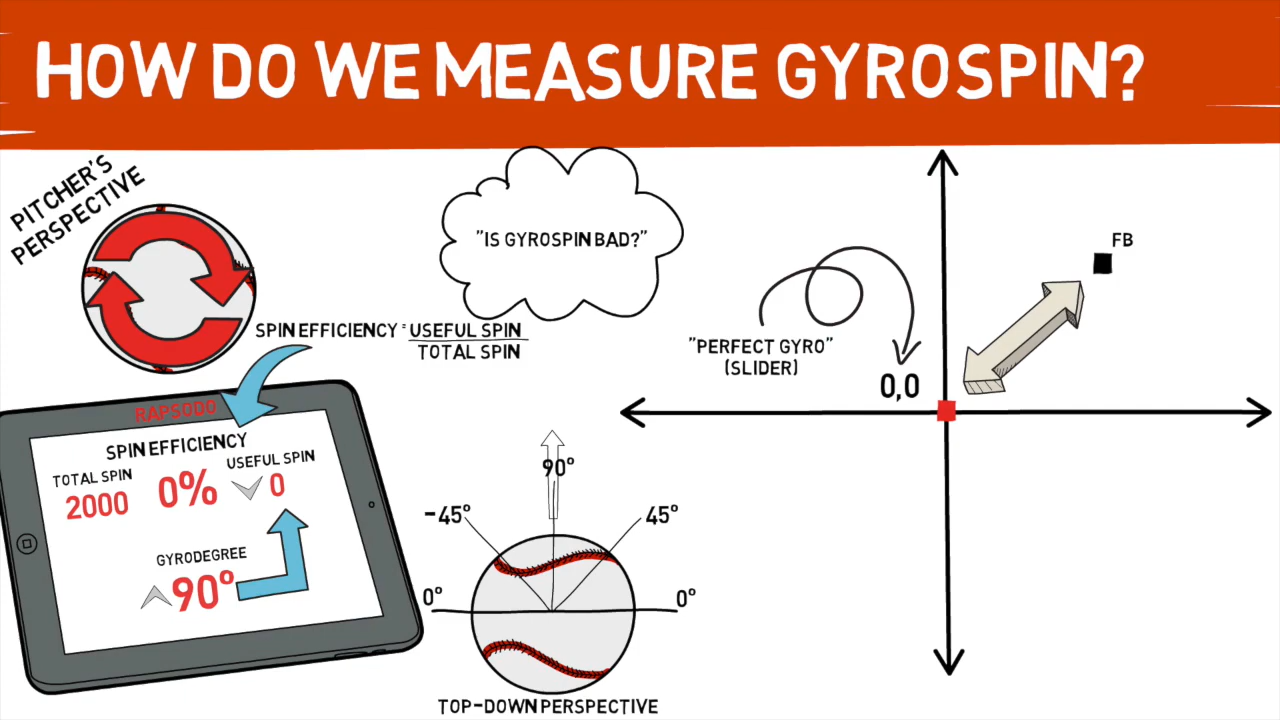 HOW DO WE MEASURE GYROSPIN?
PITCHER'S
PERSPECTIVE
"IS GYROSPIN BAD?"
SPIN EFFICIENCY = USEFUL SPIN
TOTAL SPIN
RAPSODO
SPIN EFFICIENCY
TOTAL SPIN
2000
0%
USEFUL SPIN
0
GYRODEGREE
90°
90°
-45°
45°
0°
0°
TOP-DOWN PERSPECTIVE
"PERFECT GYRO"
(SLIDER)
0,0
FB